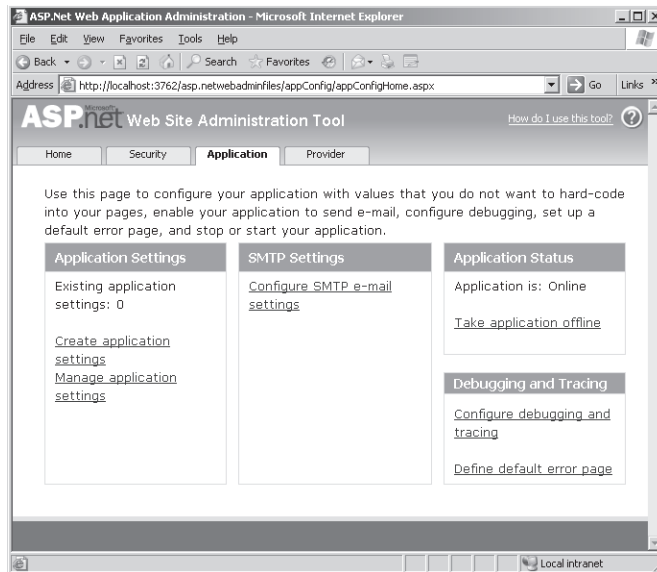 ASP.Net Web Application Administration - Microsoft Internet Explorer
File Edit View Favorites Tools Help
Back Search Favorites
Address http://localhost:3762/asp.netwebadminfiles/appConfig/appConfigHome.aspx Go Links »
Microsoft
ASP.net Web Site Administration Tool How do I use this tool? ?
Home Security Application Provider
Use this page to configure your application with values that you do not want to hard-code
into your pages, enable your application to send e-mail, configure debugging, set up a
default error page, and stop or start your application.
Application Settings
Existing application
settings: 0
Create application
settings
Manage application
settings
SMTP Settings
Configure SMTP e-mail
settings
Application Status
Application is: Online
Take application offline
Debugging and Tracing
Configure debugging and
tracing
Define default error page
Local intranet